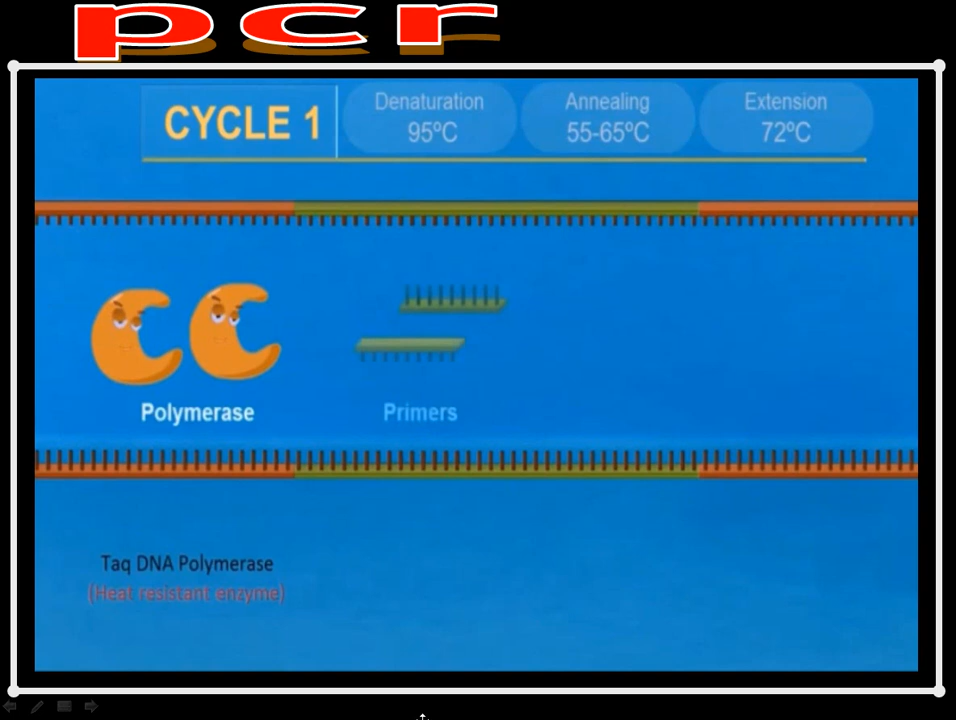 pcr
CYCLE 1
Denaturation
95ºC
Annealing
55-65ºC
Extension
72ºC
Polymerase
Primers
Taq DNA Polymerase
(Heat resistant enzyme)